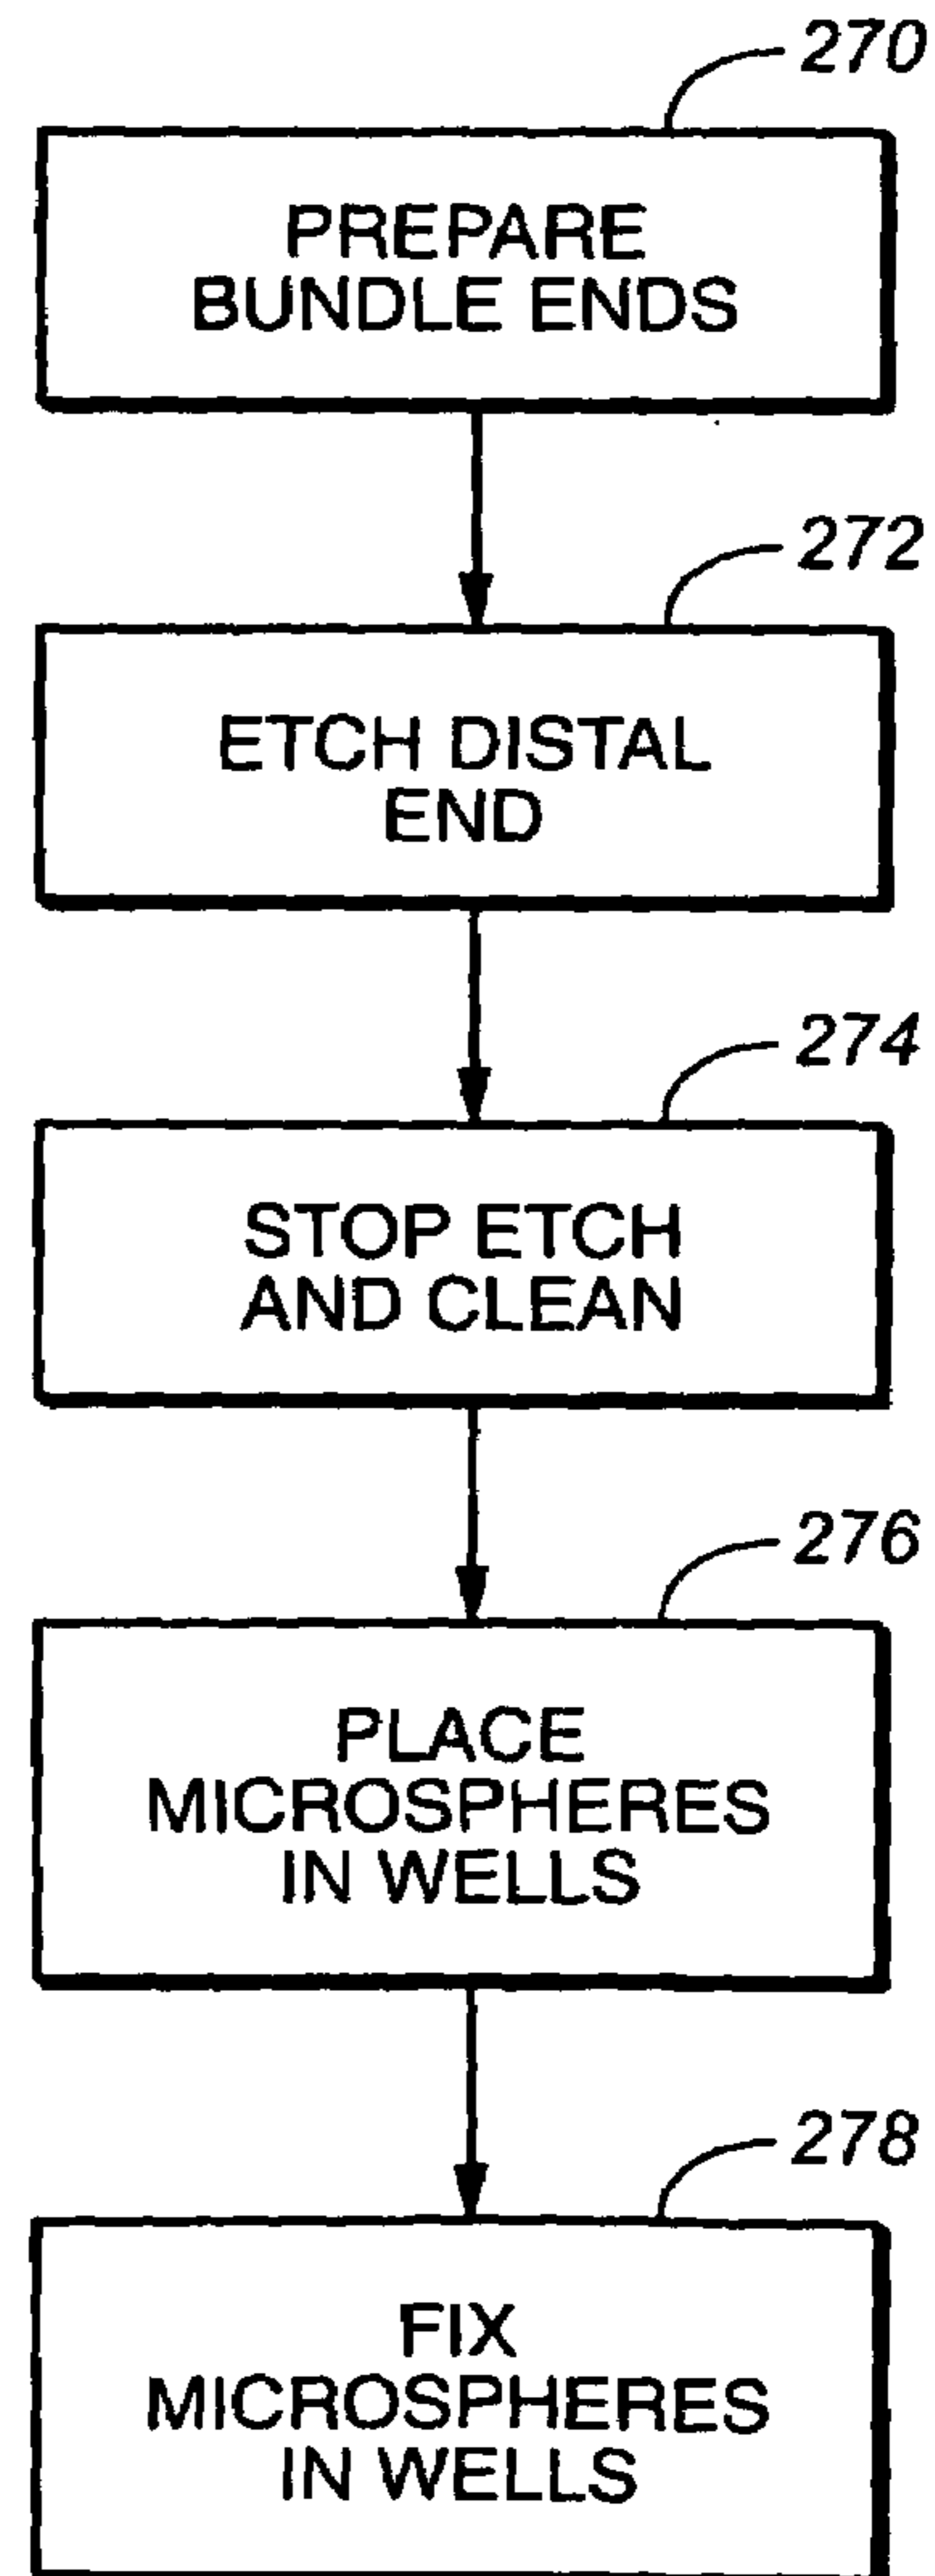 270
PREPARE
BUNDLE ENDS
272
ETCH DISTAL
END
274
STOP ETCH
AND CLEAN
276
PLACE
MICROSPHERES
IN WELLS
278
FIX
MICROSPHERES
IN WELLS